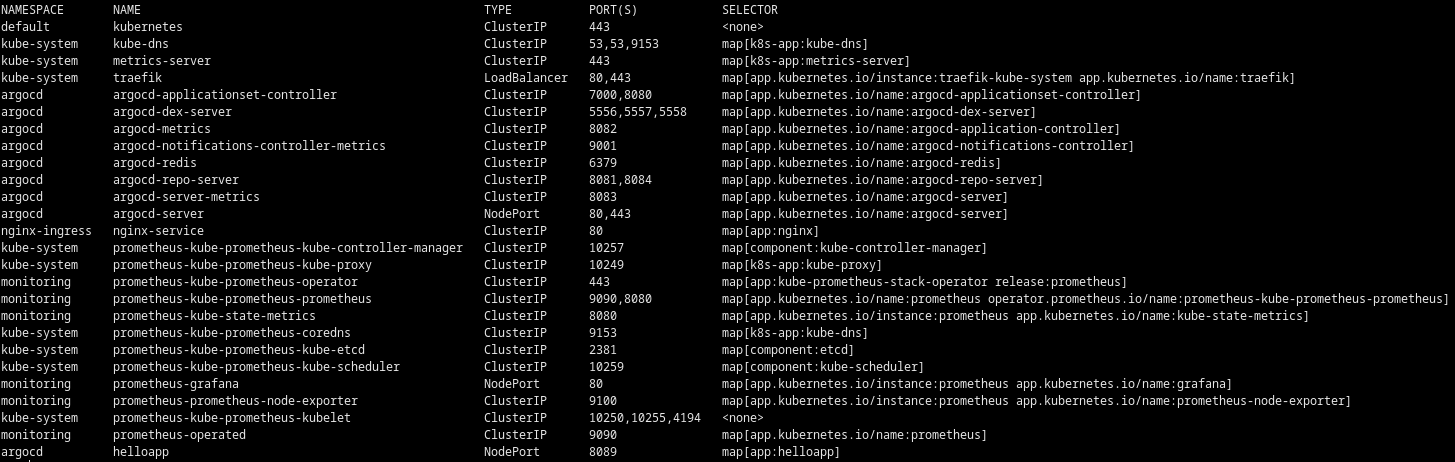 NAMESPACE NAME TYPE PORT(S) SELECTOR
default kubernetes ClusterIP 443 <none>
kube-system kube-dns ClusterIP 53,53,9153 map[k8s-app:kube-dns]
kube-system metrics-server ClusterIP 443 map[k8s-app:metrics-server]
kube-system traefik LoadBalancer 80,443 map[app.kubernetes.io/instance:traefik-kube-system app.kubernetes.io/name:traefik]
argocd argocd-applicationset-controller ClusterIP 7000,8080 map[app.kubernetes.io/name:argocd-applicationset-controller]
argocd argocd-dex-server ClusterIP 5556,5557,5558 map[app.kubernetes.io/name:argocd-dex-server]
argocd argocd-metrics ClusterIP 8082 map[app.kubernetes.io/name:argocd-application-controller]
argocd argocd-notifications-controller-metrics ClusterIP 9001 map[app.kubernetes.io/name:argocd-notifications-controller]
argocd argocd-redis ClusterIP 6379 map[app.kubernetes.io/name:argocd-redis]
argocd argocd-repo-server ClusterIP 8081,8084 map[app.kubernetes.io/name:argocd-repo-server]
argocd argocd-server-metrics ClusterIP 8083 map[app.kubernetes.io/name:argocd-server]
argocd argocd-server NodePort 80,443 map[app.kubernetes.io/name:argocd-server]
nginx-ingress nginx-service ClusterIP 80 map[app:nginx]
kube-system prometheus-kube-prometheus-kube-controller-manager ClusterIP 10257 map[component:kube-controller-manager]
kube-system prometheus-kube-prometheus-kube-proxy ClusterIP 10249 map[k8s-app:kube-proxy]
monitoring prometheus-kube-prometheus-operator ClusterIP 443 map[app:kube-prometheus-stack-operator release:prometheus]
monitoring prometheus-kube-prometheus-prometheus ClusterIP 9090,8080 map[app.kubernetes.io/name:prometheus operator.prometheus.io/name:prometheus-kube-prometheus-prometheus]
monitoring prometheus-kube-state-metrics ClusterIP 8080 map[app.kubernetes.io/instance:prometheus app.kubernetes.io/name:kube-state-metrics]
kube-system prometheus-kube-prometheus-coredns ClusterIP 9153 map[k8s-app:kube-dns]
kube-system prometheus-kube-prometheus-kube-etcd ClusterIP 2381 map[component:etcd]
kube-system prometheus-kube-prometheus-kube-scheduler ClusterIP 10259 map[component:kube-scheduler]
monitoring prometheus-grafana NodePort 80 map[app.kubernetes.io/instance:prometheus app.kubernetes.io/name:grafana]
monitoring prometheus-prometheus-node-exporter ClusterIP 9100 map[app.kubernetes.io/instance:prometheus app.kubernetes.io/name:prometheus-node-exporter]
kube-system prometheus-kube-prometheus-kubelet ClusterIP 10250,10255,4194 <none>
monitoring prometheus-operated ClusterIP 9090 map[app.kubernetes.io/name:prometheus]
argocd helloapp NodePort 8089 map[app:helloapp]